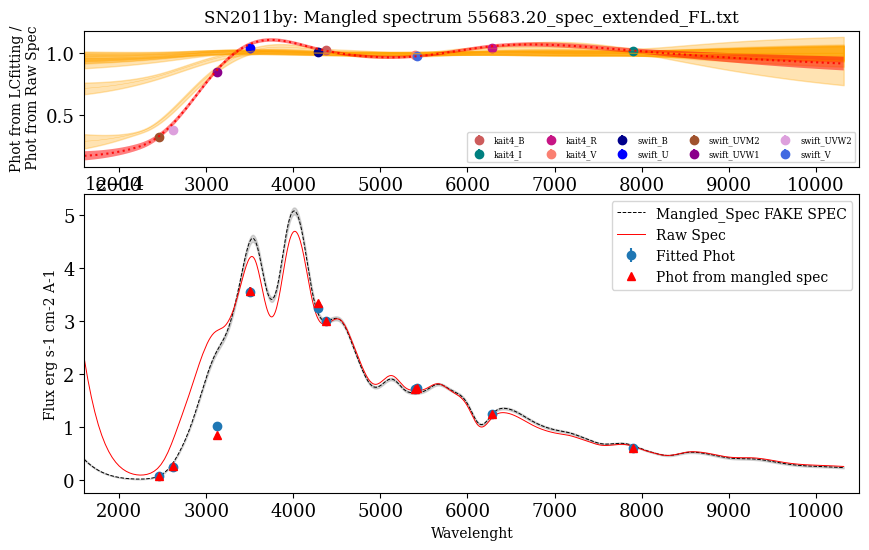 SN2011by: Mangled spectrum 55683.20_spec_extended_FL.txt
Phot from LCfitting /
Phot from Raw Spec
1.0
0.5
kait4_B kait4_R swift_B swift_UVM2 swift_UVW2
kait4_I kait4_V swift_U swift_UVW1 swift_V
2000 3000 4000 5000 6000 7000 8000 9000 10000
1e−14
Flux erg s-1 cm-2 A-1
5
4
3
2
1
0
Mangled_Spec FAKE SPEC
Raw Spec
Fitted Phot
Phot from mangled spec
2000 3000 4000 5000 6000 7000 8000 9000 10000
Wavelenght